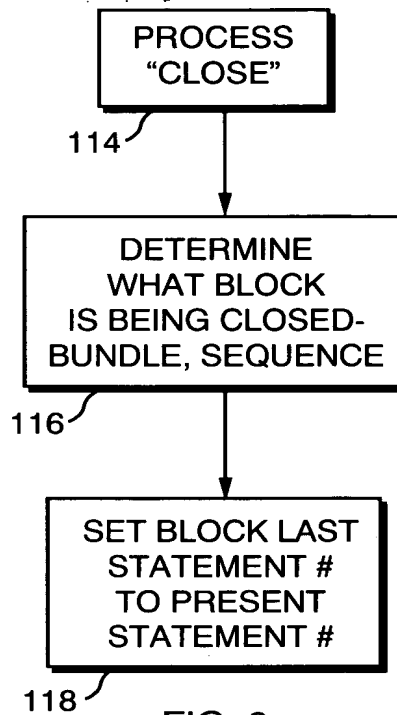 PROCESS
“CLOSE”
114
DETERMINE
WHAT BLOCK
IS BEING CLOSED-
BUNDLE, SEQUENCE
116
SET BLOCK LAST
STATEMENT #
TO PRESENT
STATEMENT #
118
FIG.